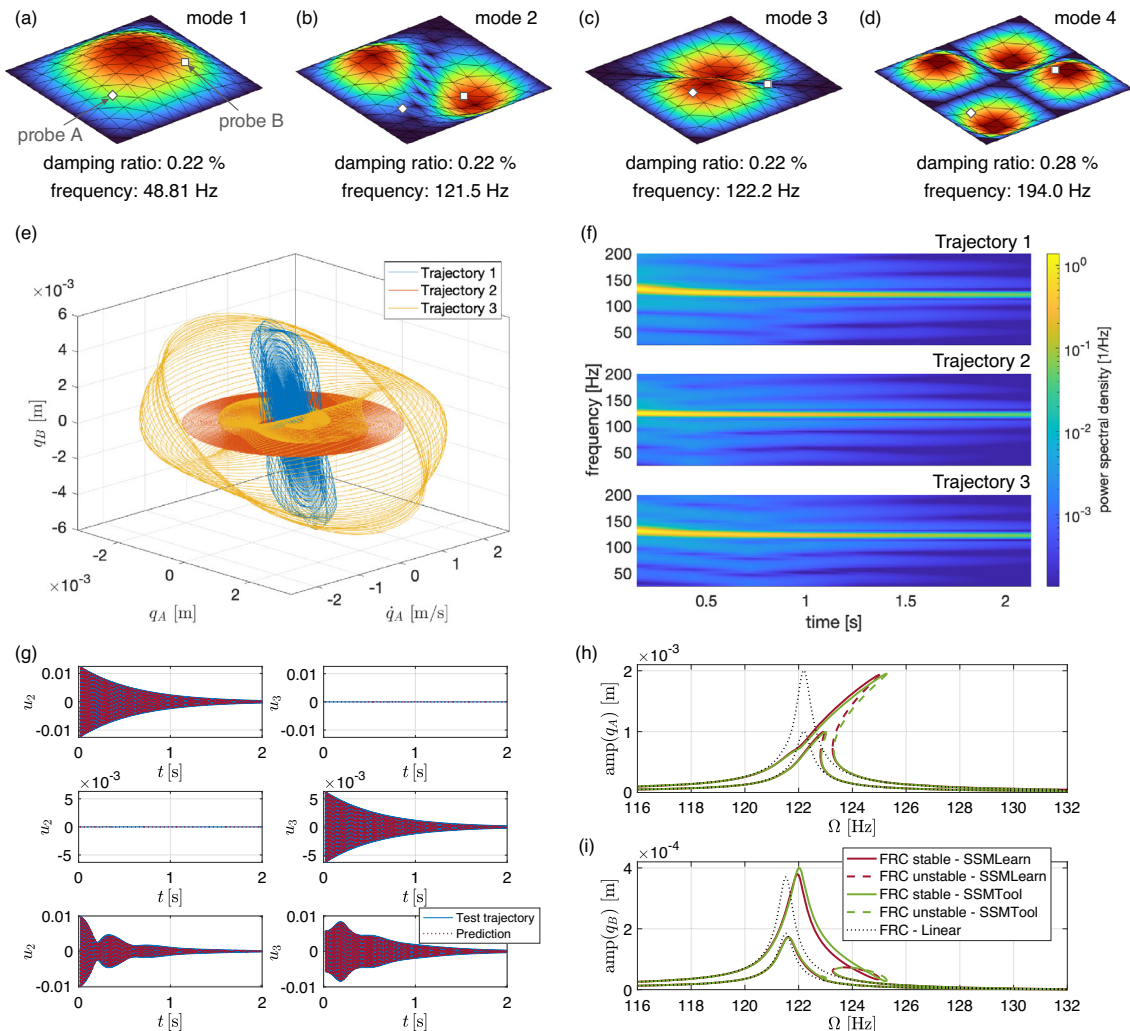 (a) mode 1
(b) mode 2
(c) mode 3
(d) mode 4
probe A
probe B
damping ratio: 0.22 %
frequency: 48.81 Hz
damping ratio: 0.22 %
frequency: 121.5 Hz
damping ratio: 0.22 %
frequency: 122.2 Hz
damping ratio: 0.28 %
frequency: 194.0 Hz
(e)
×10⁻³
6
4
2
0
-2
-4
-6
q_B [m]
Trajectory 1
Trajectory 2
Trajectory 3
-2
0
2
×10⁻³
q_A [m]
-2
-1
0
1
2
q̇_A [m/s]
(f)
Trajectory 1
200
150
100
50
Trajectory 2
200
150
100
50
Trajectory 3
200
150
100
50
frequency [Hz]
0.5 1 1.5 2
time [s]
10⁰
10⁻¹
10⁻²
10⁻³
power spectral density [1/Hz]
(g)
0.01
0
-0.01
u₂
0 1 2
t [s]
0.01
0
-0.01
u₃
0 1 2
t [s]
×10⁻³
5
0
-5
u₂
0 1 2
t [s]
×10⁻³
5
0
-5
u₃
0 1 2
t [s]
0.01
0
-0.01
u₂
0 1 2
t [s]
0.01
0
-0.01
u₃
0 1 2
t [s]
Test trajectory
Prediction
(h)
×10⁻³
2
1
0
amp(q_A) [m]
116 118 120 122 124 126 128 130 132
Ω [Hz]
(i)
×10⁻⁴
4
2
0
amp(q_B) [m]
FRC stable - SSMLearn
FRC unstable - SSMLearn
FRC stable - SSMTool
FRC unstable - SSMTool
FRC - Linear
116 118 120 122 124 126 128 130 132
Ω [Hz]